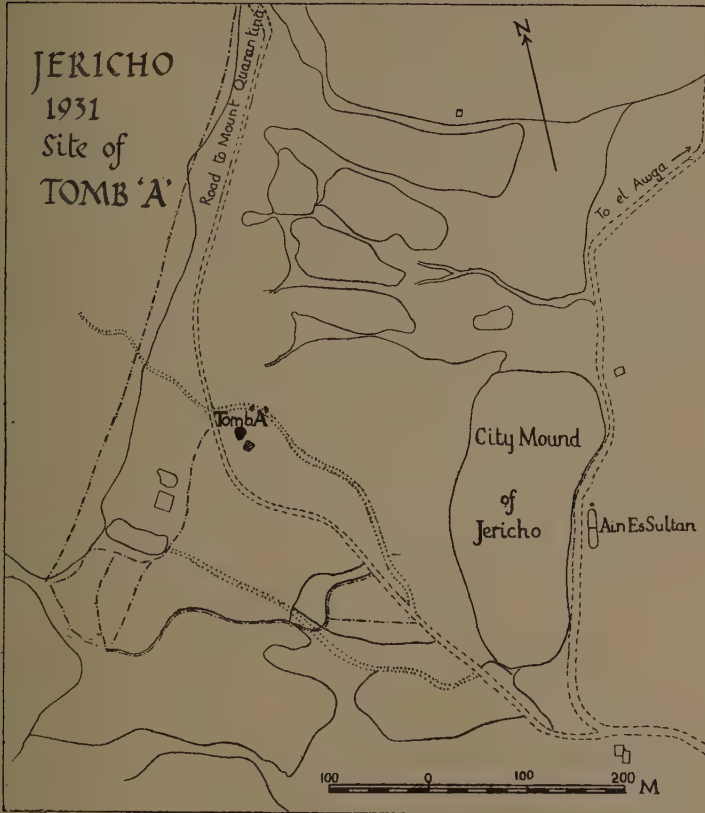 JERICHO
1931
Site of
TOMB 'A'
Road to Mount Quarantina
N
To el Awga
Tomb A
City Mound
of
Jericho
Ain Es Sultan
100 0 100 200 M